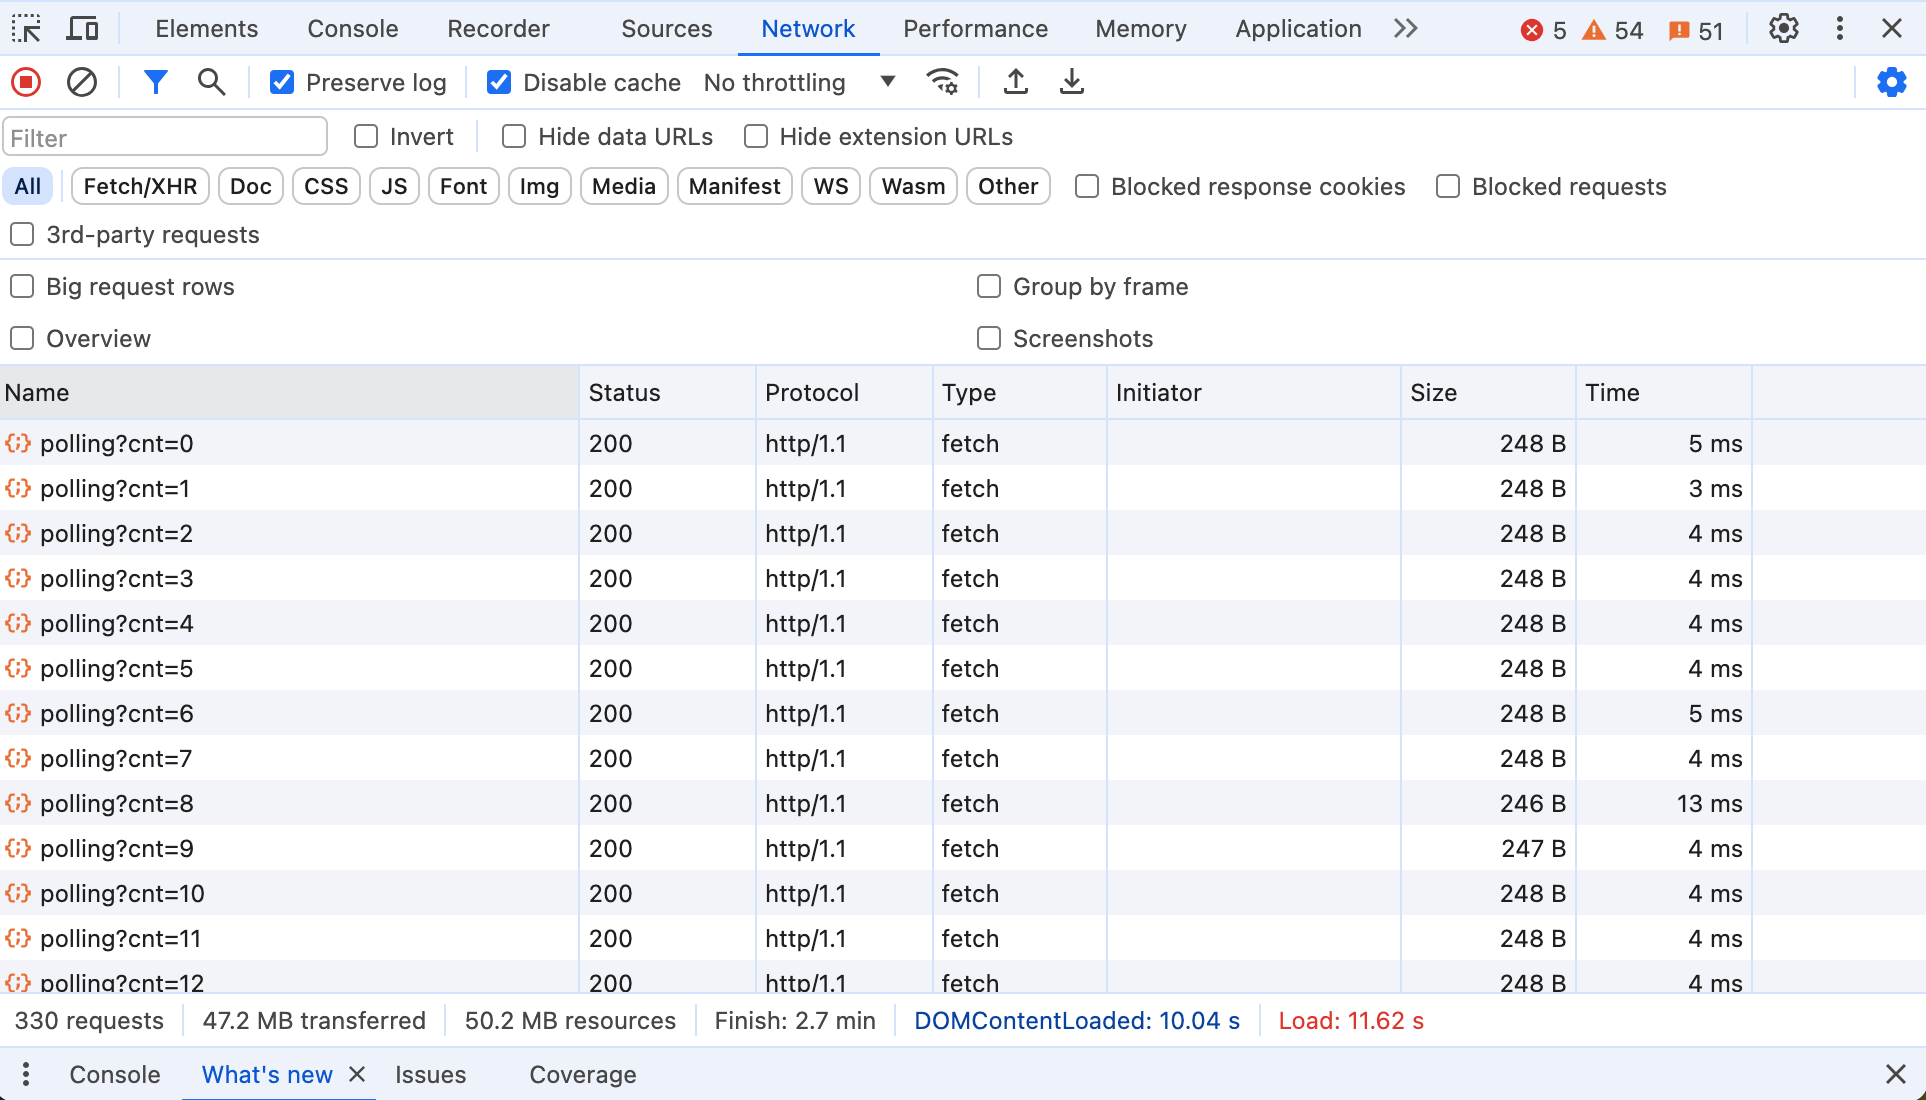 Elements Console Recorder Sources Network Performance Memory Application 5 54 51
Preserve log Disable cache No throttling
Filter Invert Hide data URLs Hide extension URLs
All Fetch/XHR Doc CSS JS Font Img Media Manifest WS Wasm Other Blocked response cookies Blocked requests
3rd-party requests
Big request rows Group by frame
Overview Screenshots
Name Status Protocol Type Initiator Size Time
polling?cnt=0 200 http/1.1 fetch 248 B 5 ms
polling?cnt=1 200 http/1.1 fetch 248 B 3 ms
polling?cnt=2 200 http/1.1 fetch 248 B 4 ms
polling?cnt=3 200 http/1.1 fetch 248 B 4 ms
polling?cnt=4 200 http/1.1 fetch 248 B 4 ms
polling?cnt=5 200 http/1.1 fetch 248 B 4 ms
polling?cnt=6 200 http/1.1 fetch 248 B 5 ms
polling?cnt=7 200 http/1.1 fetch 248 B 4 ms
polling?cnt=8 200 http/1.1 fetch 246 B 13 ms
polling?cnt=9 200 http/1.1 fetch 247 B 4 ms
polling?cnt=10 200 http/1.1 fetch 248 B 4 ms
polling?cnt=11 200 http/1.1 fetch 248 B 4 ms
polling?cnt=12 200 http/1.1 fetch 248 B 4 ms
330 requests 47.2 MB transferred 50.2 MB resources Finish: 2.7 min DOMContentLoaded: 10.04 s Load: 11.62 s
Console What's new Issues Coverage